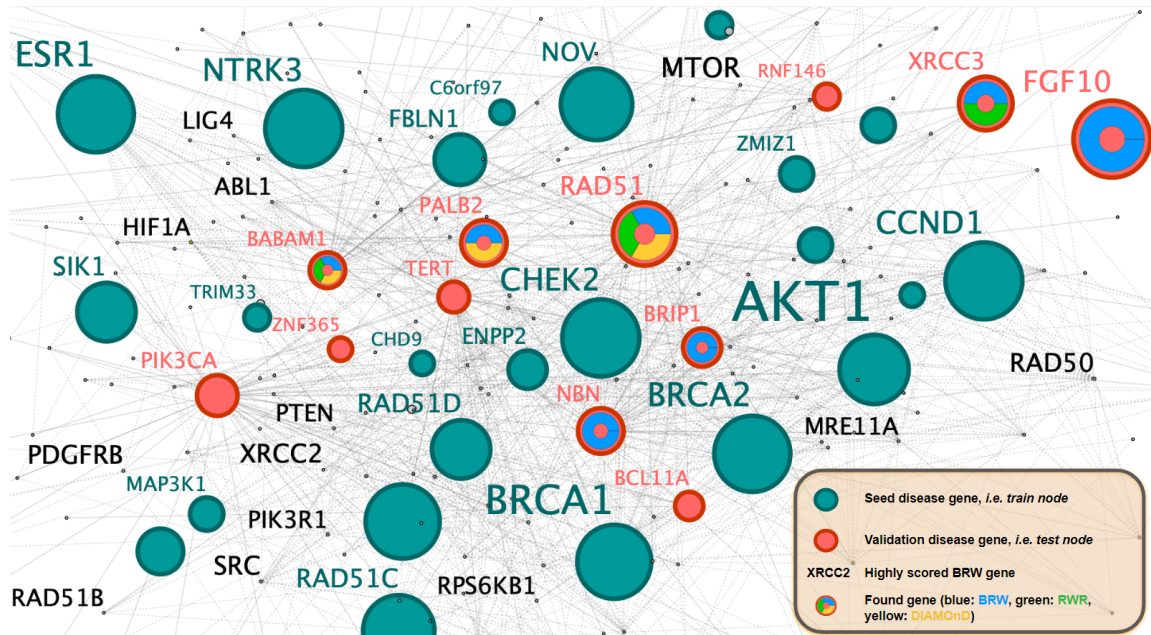 ESR1
NTRK3
NOV
MTOR
RNF146
XRCC3
FGF10
C6orf97
LIG4
FBLN1
ZMIZ1
ABL1
RAD51
PALB2
HIF1A
BABAM1
CCND1
SIK1
TERT
CHEK2
TRIM33
AKT1
ZNF365
CHD9
ENPP2
BRIP1
PIK3CA
RAD50
NBN
BRCA2
PTEN
RAD51D
MRE11A
PDGFRB
XRCC2
MAP3K1
BCL11A
BRCA1
PIK3R1
SRC
RAD51C
RPS6KB1
RAD51B
Seed disease gene, i.e. train node
Validation disease gene, i.e. test node
XRCC2 Highly scored BRW gene
Found gene (blue: BRW, green: RWR,
yellow: DIAMOnD)